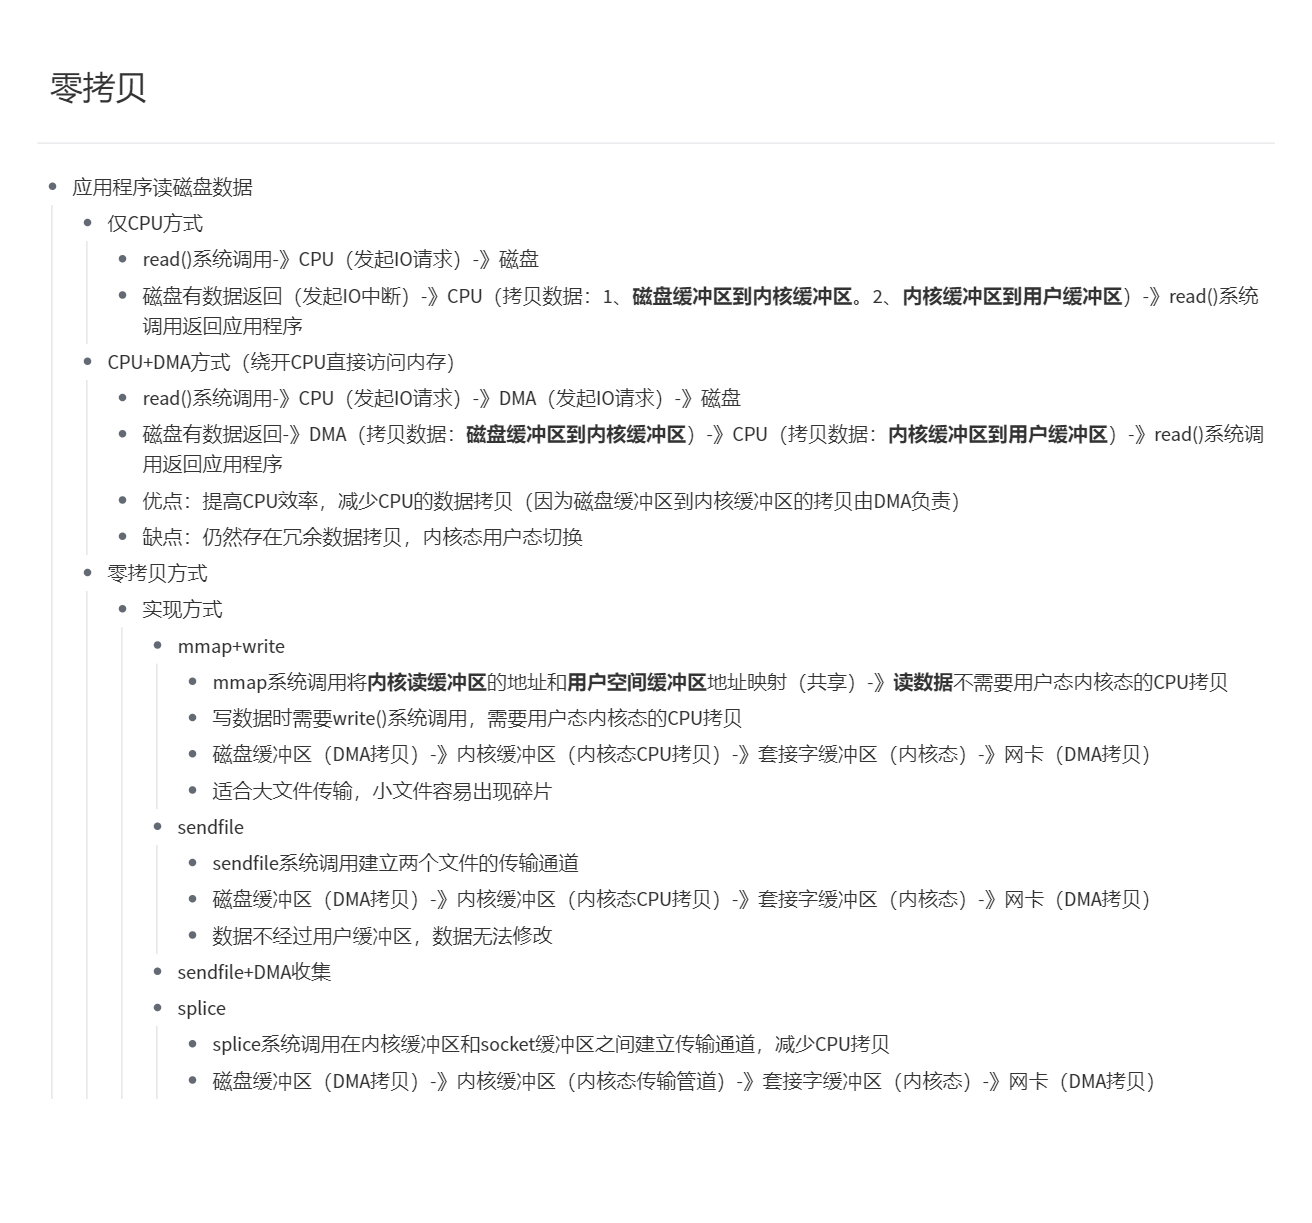 零拷贝
应用程序读磁盘数据
仅CPU方式
read()系统调用-》CPU（发起IO请求）-》磁盘
磁盘有数据返回（发起IO中断）-》CPU（拷贝数据：1、磁盘缓冲区到内核缓冲区。2、内核缓冲区到用户缓冲区）-》read()系统
调用返回应用程序
CPU+DMA方式（绕开CPU直接访问内存）
read()系统调用-》CPU（发起IO请求）-》DMA（发起IO请求）-》磁盘
磁盘有数据返回-》DMA（拷贝数据：磁盘缓冲区到内核缓冲区）-》CPU（拷贝数据：内核缓冲区到用户缓冲区）-》read()系统调
用返回应用程序
优点：提高CPU效率，减少CPU的数据拷贝（因为磁盘缓冲区到内核缓冲区的拷贝由DMA负责）
缺点：仍然存在冗余数据拷贝，内核态用户态切换
零拷贝方式
实现方式
mmap+write
mmap系统调用将内核读缓冲区的地址和用户空间缓冲区地址映射（共享）-》读数据不需要用户态内核态的CPU拷贝
写数据时需要write()系统调用，需要用户态内核态的CPU拷贝
磁盘缓冲区（DMA拷贝）-》内核缓冲区（内核态CPU拷贝）-》套接字缓冲区（内核态）-》网卡（DMA拷贝）
适合大文件传输，小文件容易出现碎片
sendfile
sendfile系统调用建立两个文件的传输通道
磁盘缓冲区（DMA拷贝）-》内核缓冲区（内核态CPU拷贝）-》套接字缓冲区（内核态）-》网卡（DMA拷贝）
数据不经过用户缓冲区，数据无法修改
sendfile+DMA收集
splice
splice系统调用在内核缓冲区和socket缓冲区之间建立传输通道，减少CPU拷贝
磁盘缓冲区（DMA拷贝）-》内核缓冲区（内核态传输管道）-》套接字缓冲区（内核态）-》网卡（DMA拷贝）